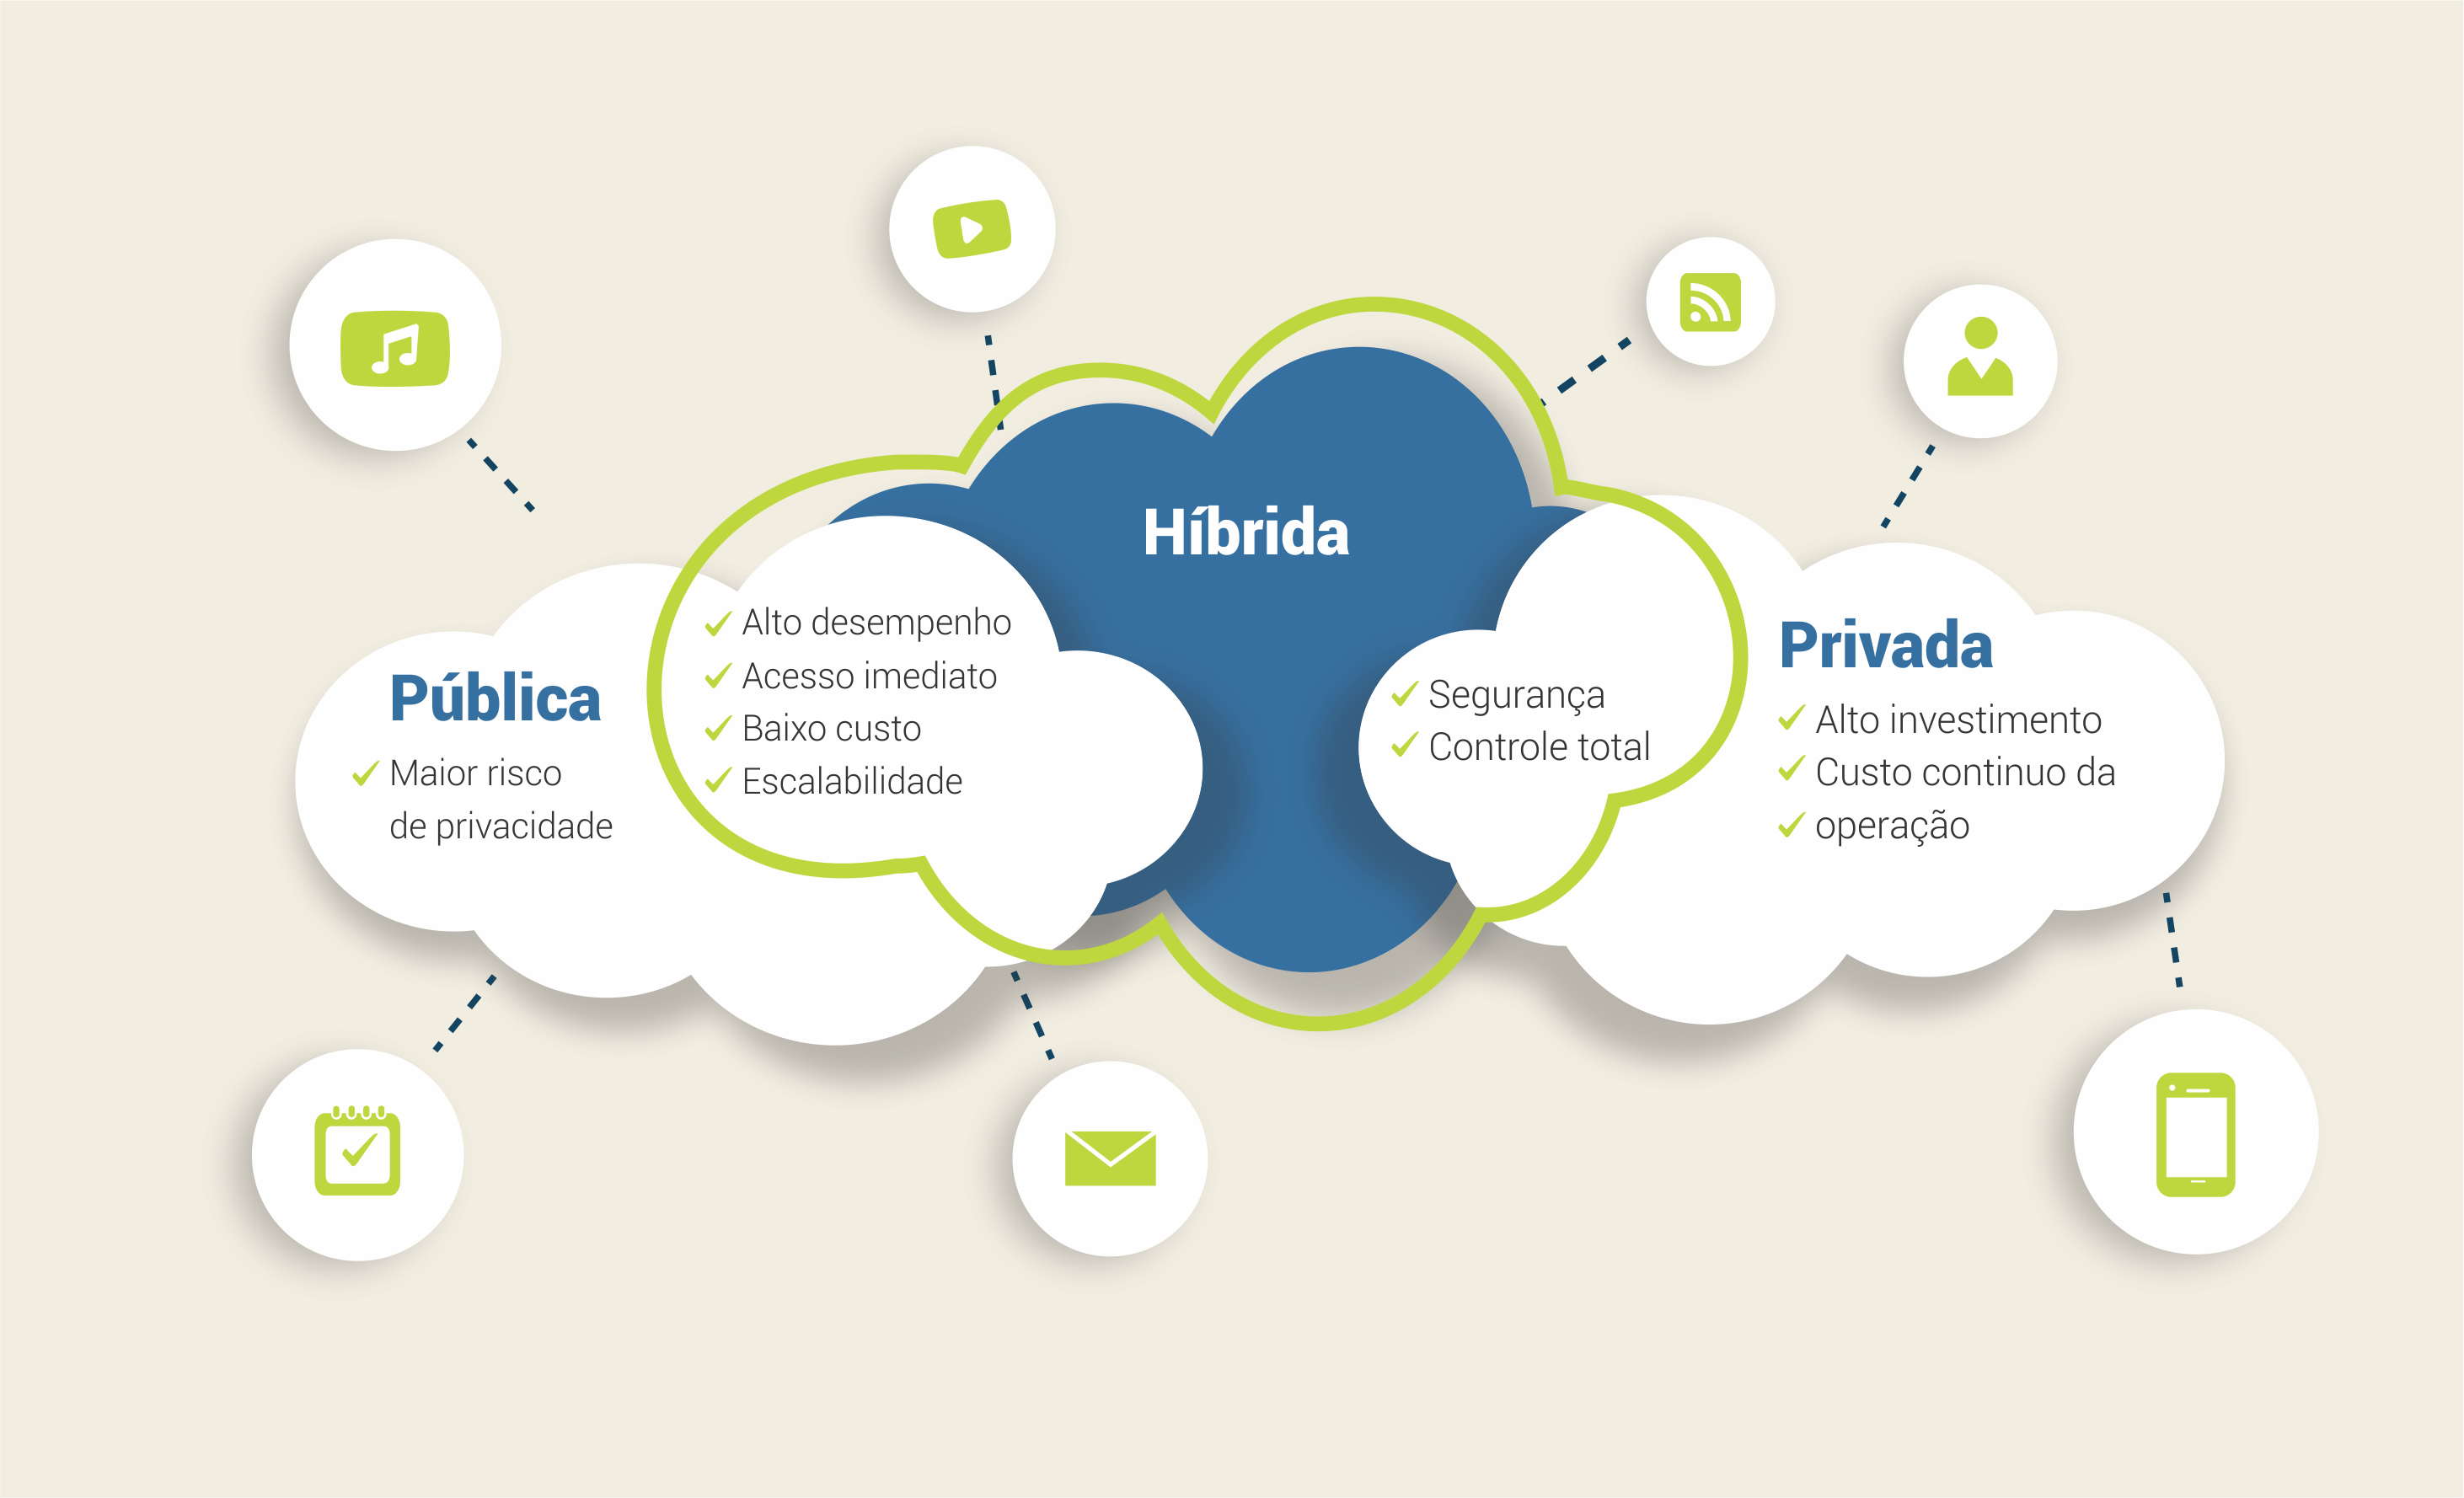 Híbrida
Pública
Maior risco
de privacidade
Alto desempenho
Acesso imediato
Baixo custo
Escalabilidade
Segurança
Controle total
Privada
Alto investimento
Custo continuo da
operação